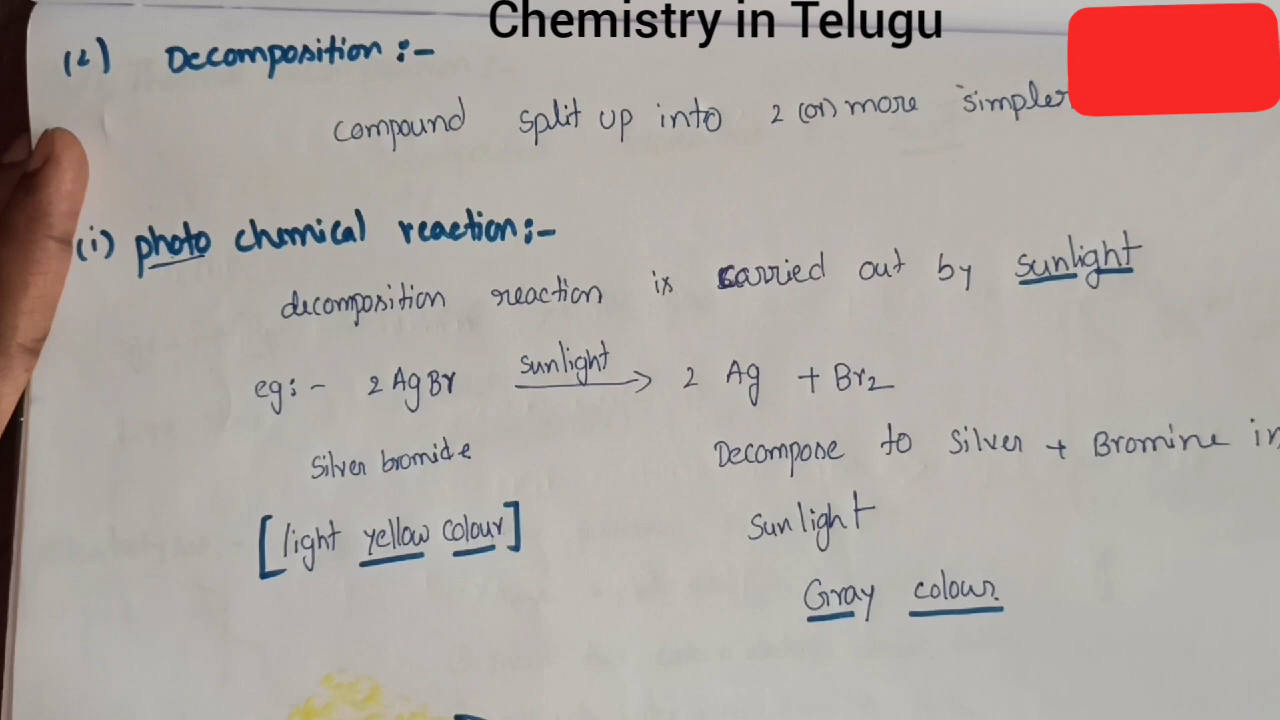 Chemistry in Telugu
(2) Decomposition :-
compound split up into 2 (or) more simpler
(i) photo chemical reaction:-
decomposition reaction is carried out by sunlight
eg:- 2 AgBr sunlight → 2 Ag + Br2
Silver bromide
Decompose to Silver + Bromine in
Sunlight
[light yellow colour]
Gray colour